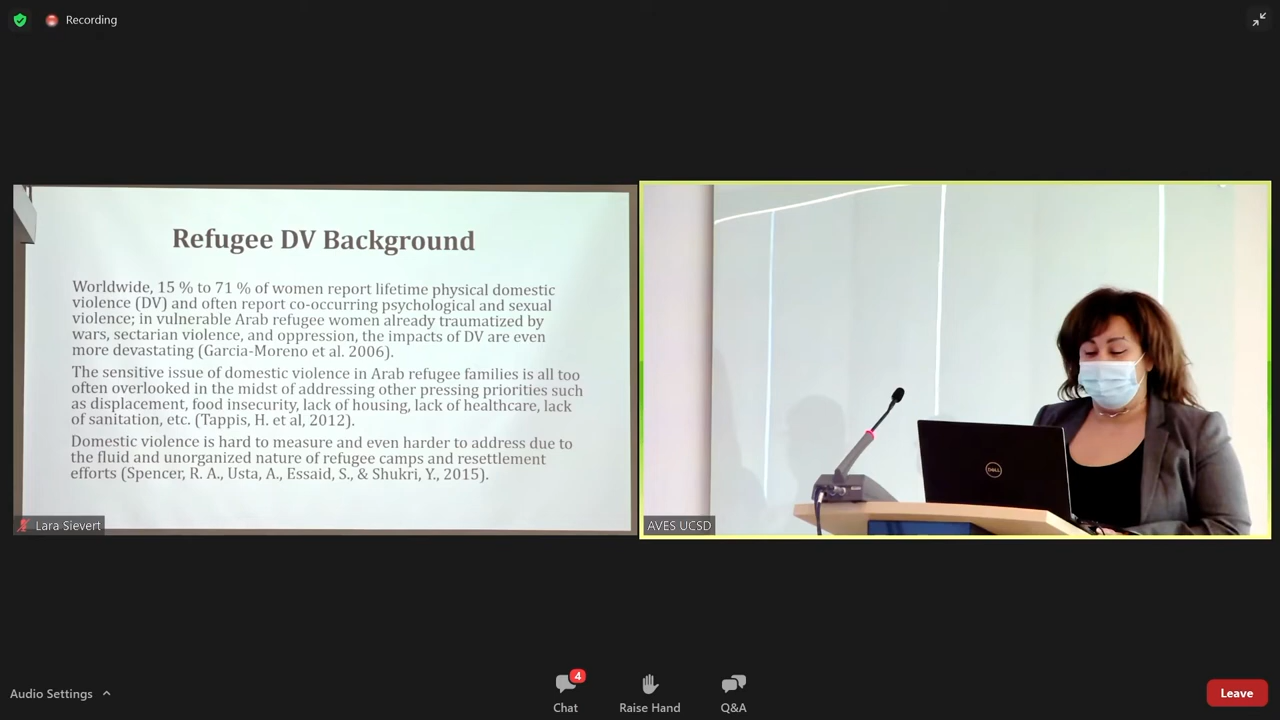 Recording
Refugee DV Background
Worldwide, 15 % to 71 % of women report lifetime physical domestic
violence (DV) and often report co-occurring psychological and sexual
violence; in vulnerable Arab refugee women already traumatized by
wars, sectarian violence, and oppression, the impacts of DV are even
more devastating (Garcia-Moreno et al. 2006).
The sensitive issue of domestic violence in Arab refugee families is all too
often overlooked in the midst of addressing other pressing priorities such
as displacement, food insecurity, lack of housing, lack of healthcare, lack
of sanitation, etc. (Tappis, H. et al, 2012).
Domestic violence is hard to measure and even harder to address due to
the fluid and unorganized nature of refugee camps and resettlement
efforts (Spencer, R. A., Usta, A., Essaid, S., & Shukri, Y., 2015).
Lara Sievert
DELL
AVES UCSD
Audio Settings
4
Chat
Raise Hand
Q&A
Leave